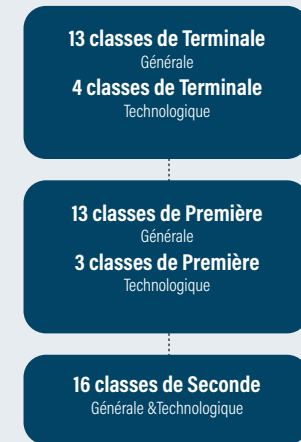 13 classes de Terminale
Générale
4 classes de Terminale
Technologique
13 classes de Première
Générale
3 classes de Première
Technologique
16 classes de Seconde
Générale &Technologique